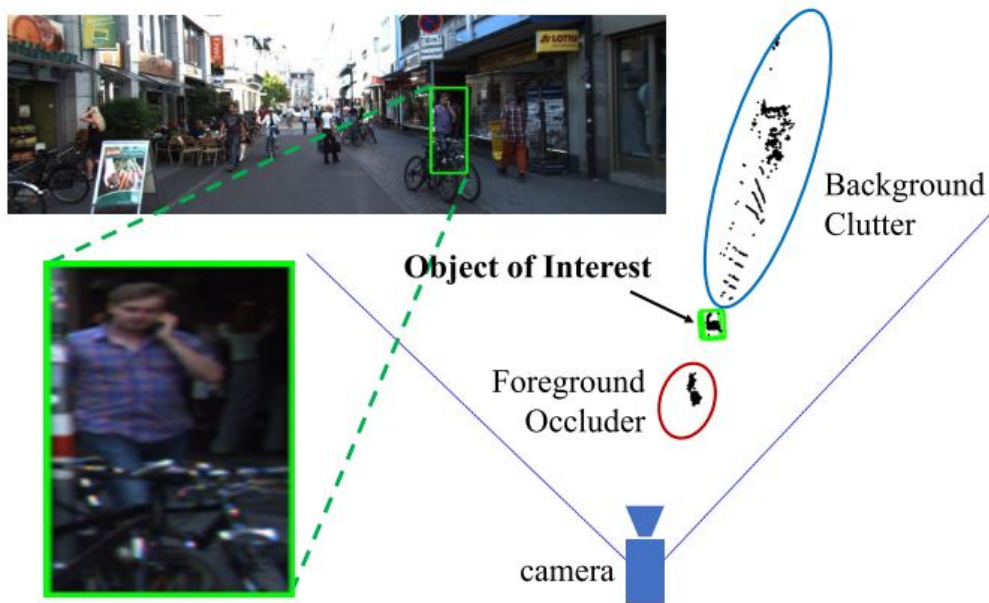 LOTTO
Background
Clutter
Object of Interest
Foreground
Occluder
camera